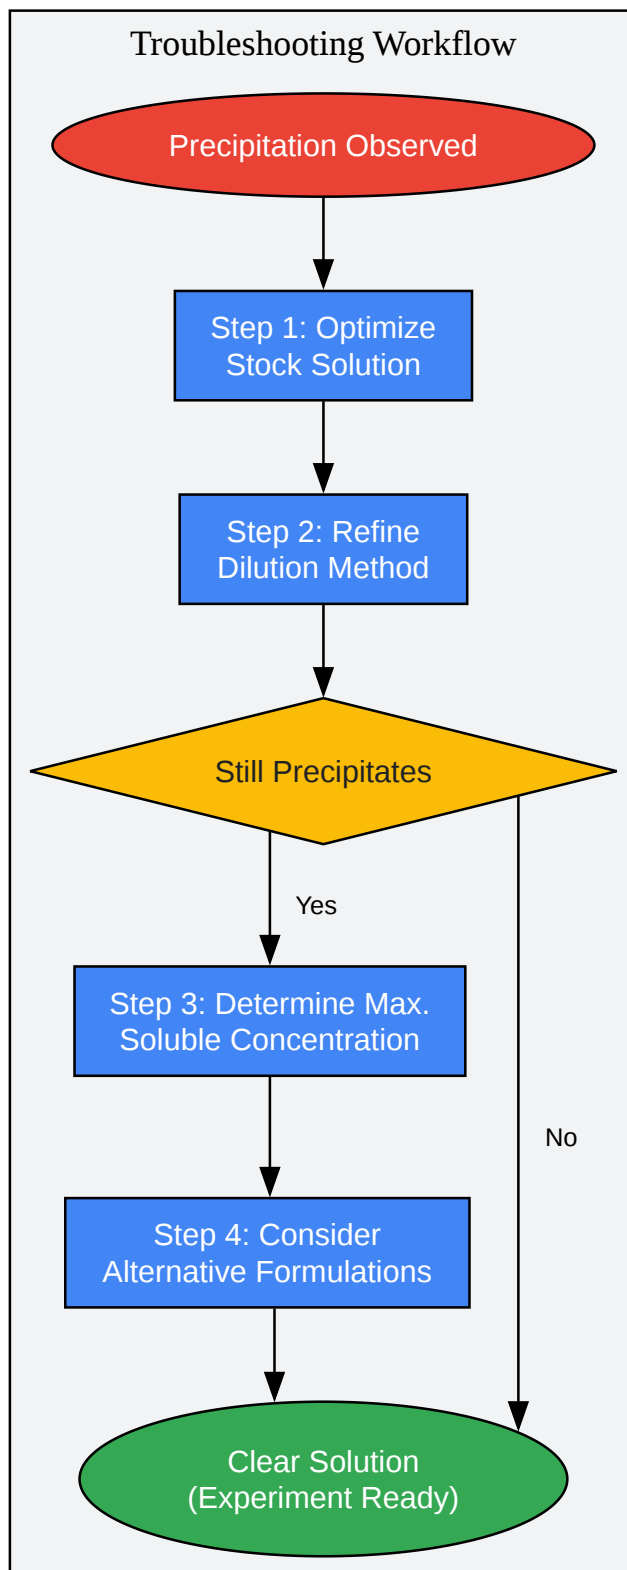 Troubleshooting Workflow
Precipitation Observed
Step 1: Optimize
Stock Solution
Step 2: Refine
Dilution Method
Still Precipitates
Yes
Step 3: Determine Max.
Soluble Concentration
No
Step 4: Consider
Alternative Formulations
Clear Solution
(Experiment Ready)